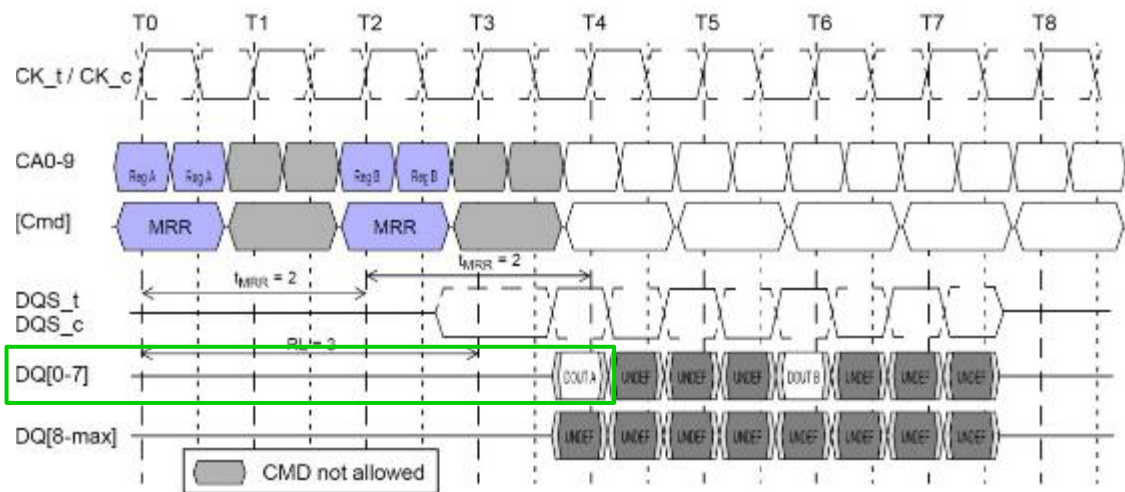 T0 T1 T2 T3 T4 T5 T6 T7 T8
CK_t / CK_c
CA0-9 Reg A Reg A Reg B Reg B
[Cmd] MRR MRR
tMRR = 2 tMRR = 2
DQS_t
DQS_c
RL = 3
DQ[0-7] DOUT A UNDEF UNDEF UNDEF DOUT B UNDEF UNDEF UNDEF
DQ[8-max] UNDEF UNDEF UNDEF UNDEF UNDEF UNDEF UNDEF UNDEF
CMD not allowed